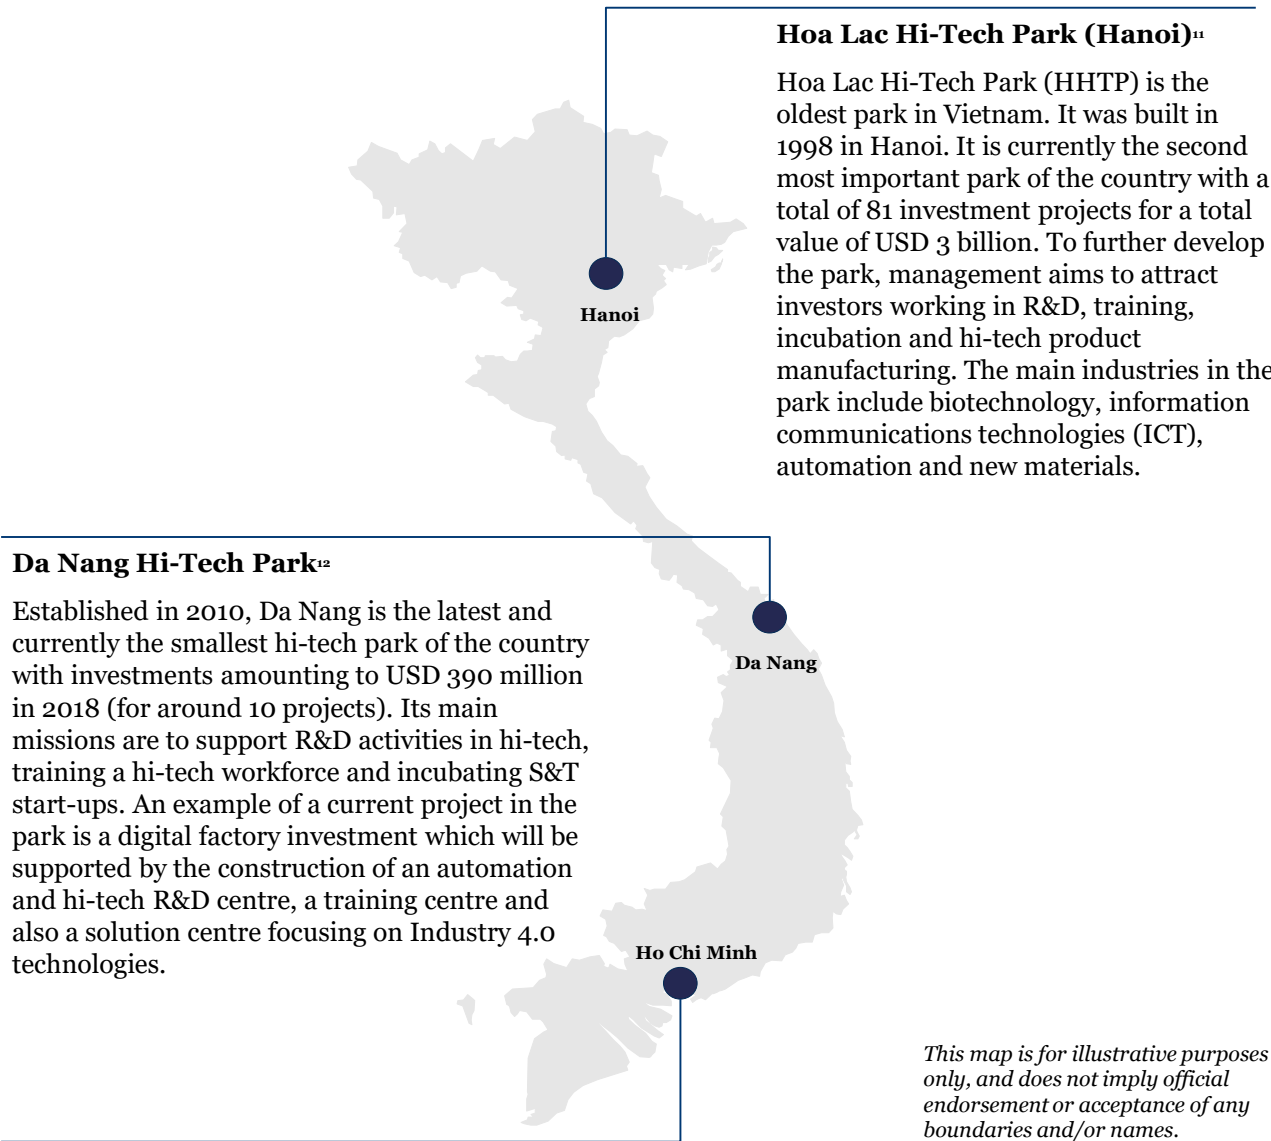 Hoa Lac Hi-Tech Park (Hanoi)11
Hoa Lac Hi-Tech Park (HHTP) is the
oldest park in Vietnam. It was built in
1998 in Hanoi. It is currently the second
most important park of the country with a
total of 81 investment projects for a total
value of USD 3 billion. To further develop
the park, management aims to attract
investors working in R&D, training,
incubation and hi-tech product
manufacturing. The main industries in the
park include biotechnology, information
communications technologies (ICT),
automation and new materials.
Hanoi
Da Nang Hi-Tech Park12
Established in 2010, Da Nang is the latest and
currently the smallest hi-tech park of the country
with investments amounting to USD 390 million
in 2018 (for around 10 projects). Its main
missions are to support R&D activities in hi-tech,
training a hi-tech workforce and incubating S&T
start-ups. An example of a current project in the
park is a digital factory investment which will be
supported by the construction of an automation
and hi-tech R&D centre, a training centre and
also a solution centre focusing on Industry 4.0
technologies.
Da Nang
Ho Chi Minh
This map is for illustrative purposes
only, and does not imply official
endorsement or acceptance of any
boundaries and/or names.